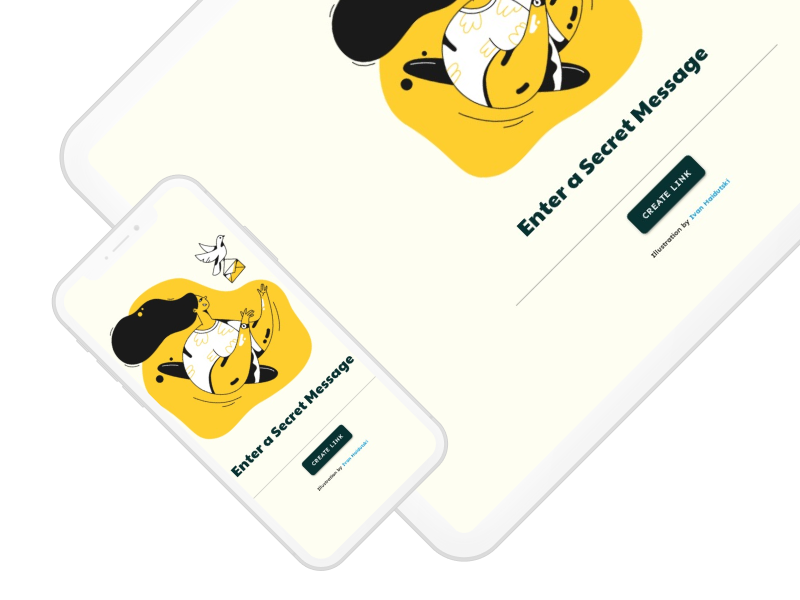 Enter a Secret Message
CREATE LINK
Illustration by Ivan Haidutski
Enter a Secret Message
CREATE LINK
Illustration by Ivan Haidutski